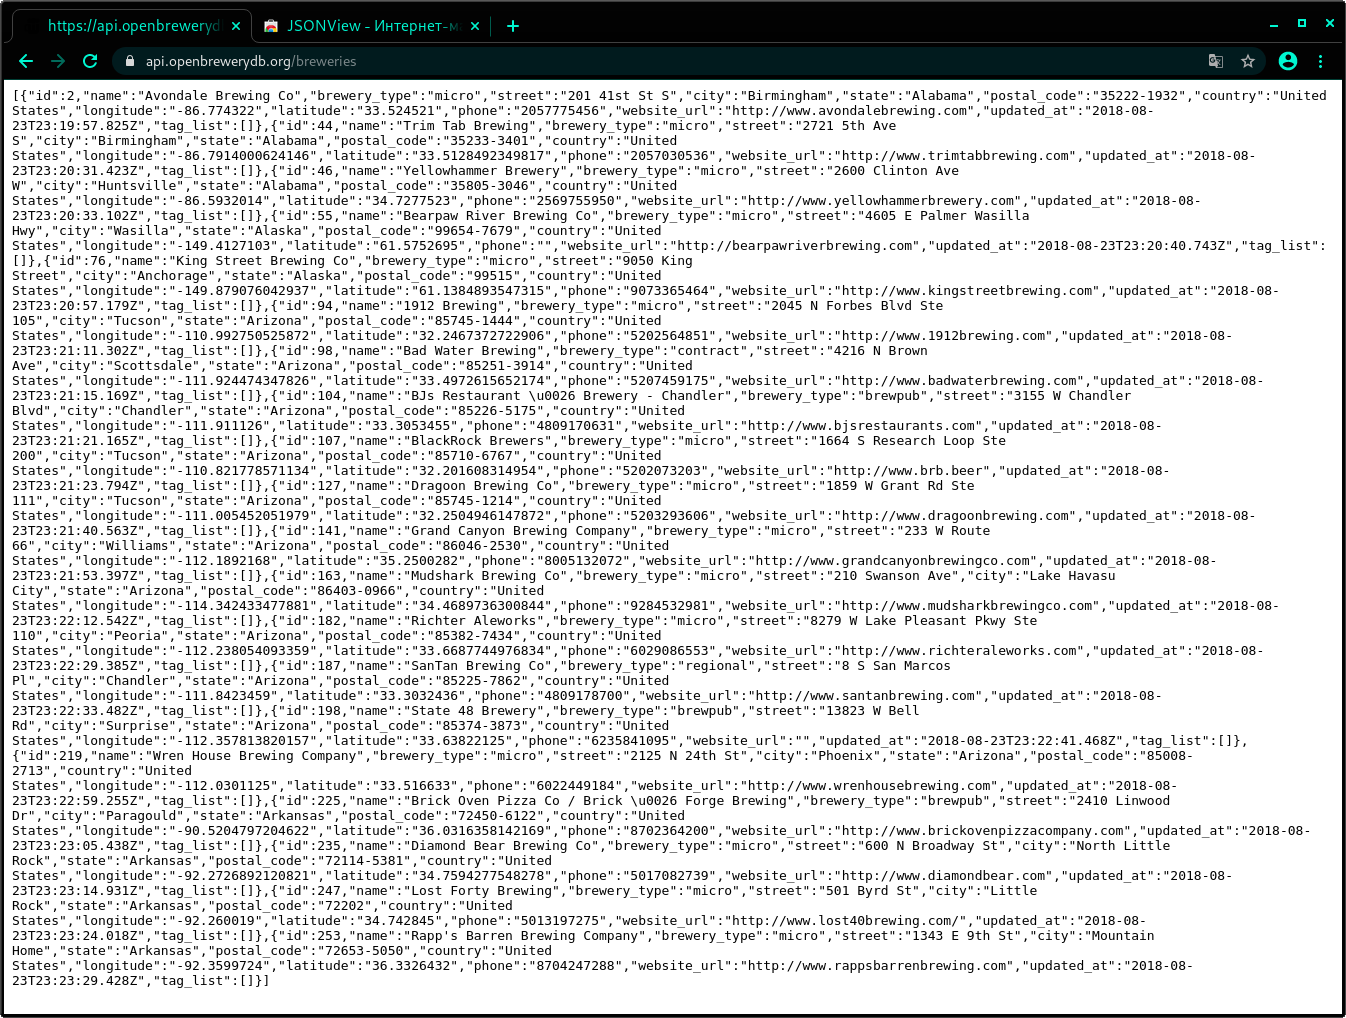 https://api.openbreweryd
JSONView - Интернет-м
api.openbrewerydb.org/breweries
[{"id":2,"name":"Avondale Brewing Co","brewery_type":"micro","street":"201 41st St S","city":"Birmingham","state":"Alabama","postal_code":"35222-1932","country":"United
States","longitude":"-86.774322","latitude":"33.524521","phone":"2057775456","website_url":"http://www.avondalebrewing.com","updated_at":"2018-08-
23T23:19:57.825Z","tag_list":[]},{"id":44,"name":"Trim Tab Brewing","brewery_type":"micro","street":"2721 5th Ave
S","city":"Birmingham","state":"Alabama","postal_code":"35233-3401","country":"United
States","longitude":"-86.7914000624146","latitude":"33.5128492349817","phone":"2057030536","website_url":"http://www.trimtabbrewing.com","updated_at":"2018-08-
23T23:20:31.423Z","tag_list":[]},{"id":46,"name":"Yellowhammer Brewery","brewery_type":"micro","street":"2600 Clinton Ave
W","city":"Huntsville","state":"Alabama","postal_code":"35805-3046","country":"United
States","longitude":"-86.5932014","latitude":"34.7277523","phone":"2569755950","website_url":"http://www.yellowhammerbrewery.com","updated_at":"2018-08-
23T23:20:33.102Z","tag_list":[]},{"id":55,"name":"Bearpaw River Brewing Co","brewery_type":"micro","street":"4605 E Palmer Wasilla
Hwy","city":"Wasilla","state":"Alaska","postal_code":"99654-7679","country":"United
States","longitude":"-149.4127103","latitude":"61.5752695","phone":"","website_url":"http://bearpawriverbrewing.com","updated_at":"2018-08-23T23:20:40.743Z","tag_list":
[]},{"id":76,"name":"King Street Brewing Co","brewery_type":"micro","street":"9050 King
Street","city":"Anchorage","state":"Alaska","postal_code":"99515","country":"United
States","longitude":"-149.879076042937","latitude":"61.1384893547315","phone":"9073365464","website_url":"http://www.kingstreetbrewing.com","updated_at":"2018-08-
23T23:20:57.179Z","tag_list":[]},{"id":94,"name":"1912 Brewing","brewery_type":"micro","street":"2045 N Forbes Blvd Ste
105","city":"Tucson","state":"Arizona","postal_code":"85745-1444","country":"United
States","longitude":"-110.992750525872","latitude":"32.2467372722906","phone":"5202564851","website_url":"http://www.1912brewing.com","updated_at":"2018-08-
23T23:21:11.302Z","tag_list":[]},{"id":98,"name":"Bad Water Brewing","brewery_type":"contract","street":"4216 N Brown
Ave","city":"Scottsdale","state":"Arizona","postal_code":"85251-3914","country":"United
States","longitude":"-111.924474347826","latitude":"33.4972615652174","phone":"5207459175","website_url":"http://www.badwaterbrewing.com","updated_at":"2018-08-
23T23:21:15.169Z","tag_list":[]},{"id":104,"name":"BJs Restaurant \u0026 Brewery - Chandler","brewery_type":"brewpub","street":"3155 W Chandler
Blvd","city":"Chandler","state":"Arizona","postal_code":"85226-5175","country":"United
States","longitude":"-111.911126","latitude":"33.3053455","phone":"4809170631","website_url":"http://www.bjsrestaurants.com","updated_at":"2018-08-
23T23:21:21.165Z","tag_list":[]},{"id":107,"name":"BlackRock Brewers","brewery_type":"micro","street":"1664 S Research Loop Ste
200","city":"Tucson","state":"Arizona","postal_code":"85710-6767","country":"United
States","longitude":"-110.821778571134","latitude":"32.201608314954","phone":"5202073203","website_url":"http://www.brb.beer","updated_at":"2018-08-
23T23:21:23.794Z","tag_list":[]},{"id":127,"name":"Dragoon Brewing Co","brewery_type":"micro","street":"1859 W Grant Rd Ste
111","city":"Tucson","state":"Arizona","postal_code":"85745-1214","country":"United
States","longitude":"-111.005452051979","latitude":"32.2504946147872","phone":"5203293606","website_url":"http://www.dragoonbrewing.com","updated_at":"2018-08-
23T23:21:40.563Z","tag_list":[]},{"id":141,"name":"Grand Canyon Brewing Company","brewery_type":"micro","street":"233 W Route
66","city":"Williams","state":"Arizona","postal_code":"86046-2530","country":"United
States","longitude":"-112.1892168","latitude":"35.2500282","phone":"8005132072","website_url":"http://www.grandcanyonbrewingco.com","updated_at":"2018-08-
23T23:21:53.397Z","tag_list":[]},{"id":163,"name":"Mudshark Brewing Co","brewery_type":"micro","street":"210 Swanson Ave","city":"Lake Havasu
City","state":"Arizona","postal_code":"86403-0966","country":"United
States","longitude":"-114.342433477881","latitude":"34.4689736300844","phone":"9284532981","website_url":"http://www.mudsharkbrewingco.com","updated_at":"2018-08-
23T23:22:12.542Z","tag_list":[]},{"id":182,"name":"Richter Aleworks","brewery_type":"micro","street":"8279 W Lake Pleasant Pkwy Ste
110","city":"Peoria","state":"Arizona","postal_code":"85382-7434","country":"United
States","longitude":"-112.238054093359","latitude":"33.6687744976834","phone":"6029086553","website_url":"http://www.richteraleworks.com","updated_at":"2018-08-
23T23:22:29.385Z","tag_list":[]},{"id":187,"name":"SanTan Brewing Co","brewery_type":"regional","street":"8 S San Marcos
Pl","city":"Chandler","state":"Arizona","postal_code":"85225-7862","country":"United
States","longitude":"-111.8423459","latitude":"33.3032436","phone":"4809178700","website_url":"http://www.santanbrewing.com","updated_at":"2018-08-
23T23:22:33.482Z","tag_list":[]},{"id":198,"name":"State 48 Brewery","brewery_type":"brewpub","street":"13823 W Bell
Rd","city":"Surprise","state":"Arizona","postal_code":"85374-3873","country":"United
States","longitude":"-112.357813820157","latitude":"33.63822125","phone":"6235841095","website_url":"","updated_at":"2018-08-23T23:22:41.468Z","tag_list":[]},
{"id":219,"name":"Wren House Brewing Company","brewery_type":"micro","street":"2125 N 24th St","city":"Phoenix","state":"Arizona","postal_code":"85008-
2713","country":"United
States","longitude":"-112.0301125","latitude":"33.516633","phone":"6022449184","website_url":"http://www.wrenhousebrewing.com","updated_at":"2018-08-
23T23:22:59.255Z","tag_list":[]},{"id":225,"name":"Brick Oven Pizza Co / Brick \u0026 Forge Brewing","brewery_type":"brewpub","street":"2410 Linwood
Dr","city":"Paragould","state":"Arkansas","postal_code":"72450-6122","country":"United
States","longitude":"-90.5204797204622","latitude":"36.0316358142169","phone":"8702364200","website_url":"http://www.brickovenpizzacompany.com","updated_at":"2018-08-
23T23:23:05.438Z","tag_list":[]},{"id":235,"name":"Diamond Bear Brewing Co","brewery_type":"micro","street":"600 N Broadway St","city":"North Little
Rock","state":"Arkansas","postal_code":"72114-5381","country":"United
States","longitude":"-92.2726892120821","latitude":"34.7594277548278","phone":"5017082739","website_url":"http://www.diamondbear.com","updated_at":"2018-08-
23T23:23:14.931Z","tag_list":[]},{"id":247,"name":"Lost Forty Brewing","brewery_type":"micro","street":"501 Byrd St","city":"Little
Rock","state":"Arkansas","postal_code":"72202","country":"United
States","longitude":"-92.260019","latitude":"34.742845","phone":"5013197275","website_url":"http://www.lost40brewing.com/","updated_at":"2018-08-
23T23:23:24.018Z","tag_list":[]},{"id":253,"name":"Rapp's Barren Brewing Company","brewery_type":"micro","street":"1343 E 9th St","city":"Mountain
Home","state":"Arkansas","postal_code":"72653-5050","country":"United
States","longitude":"-92.3599724","latitude":"36.3326432","phone":"8704247288","website_url":"http://www.rappsbarrenbrewing.com","updated_at":"2018-08-
23T23:23:29.428Z","tag_list":[]}]